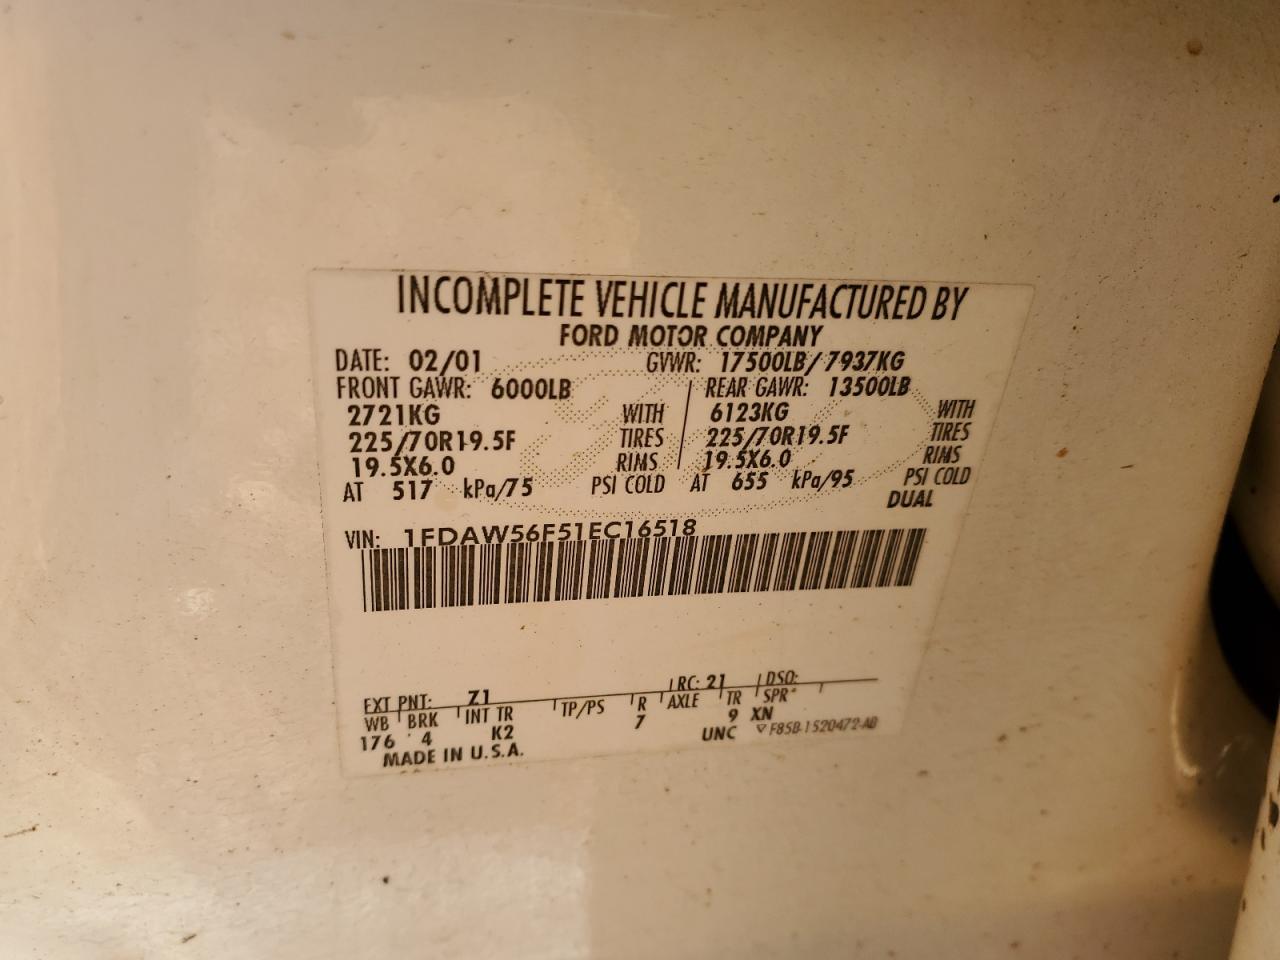 INCOMPLETE VEHICLE MANUFACTURED BY
FORD MOTOR COMPANY
DATE: 02/01 GVWR: 17500LB/ 7937KG
FRONT GAWR: 6000LB REAR GAWR: 13500LB
2721KG WITH 6123KG WITH
225/70R19.5F TIRES 225/70R19.5F TIRES
19.5X6.0 RIMS 19.5X6.0 RIMS
AT 517 kPa/75 PSI COLD AT 655 kPa/95 PSI COLD
DUAL
VIN: 1FDAW56F51EC16518
EXT PNT: Z1 RC: 21 DSO:
WB BRK INT TR TP/PS R AXLE TR SPR
176 4 K2 7 9 XN
MADE IN U.S.A. UNC F85B-1520472-AB